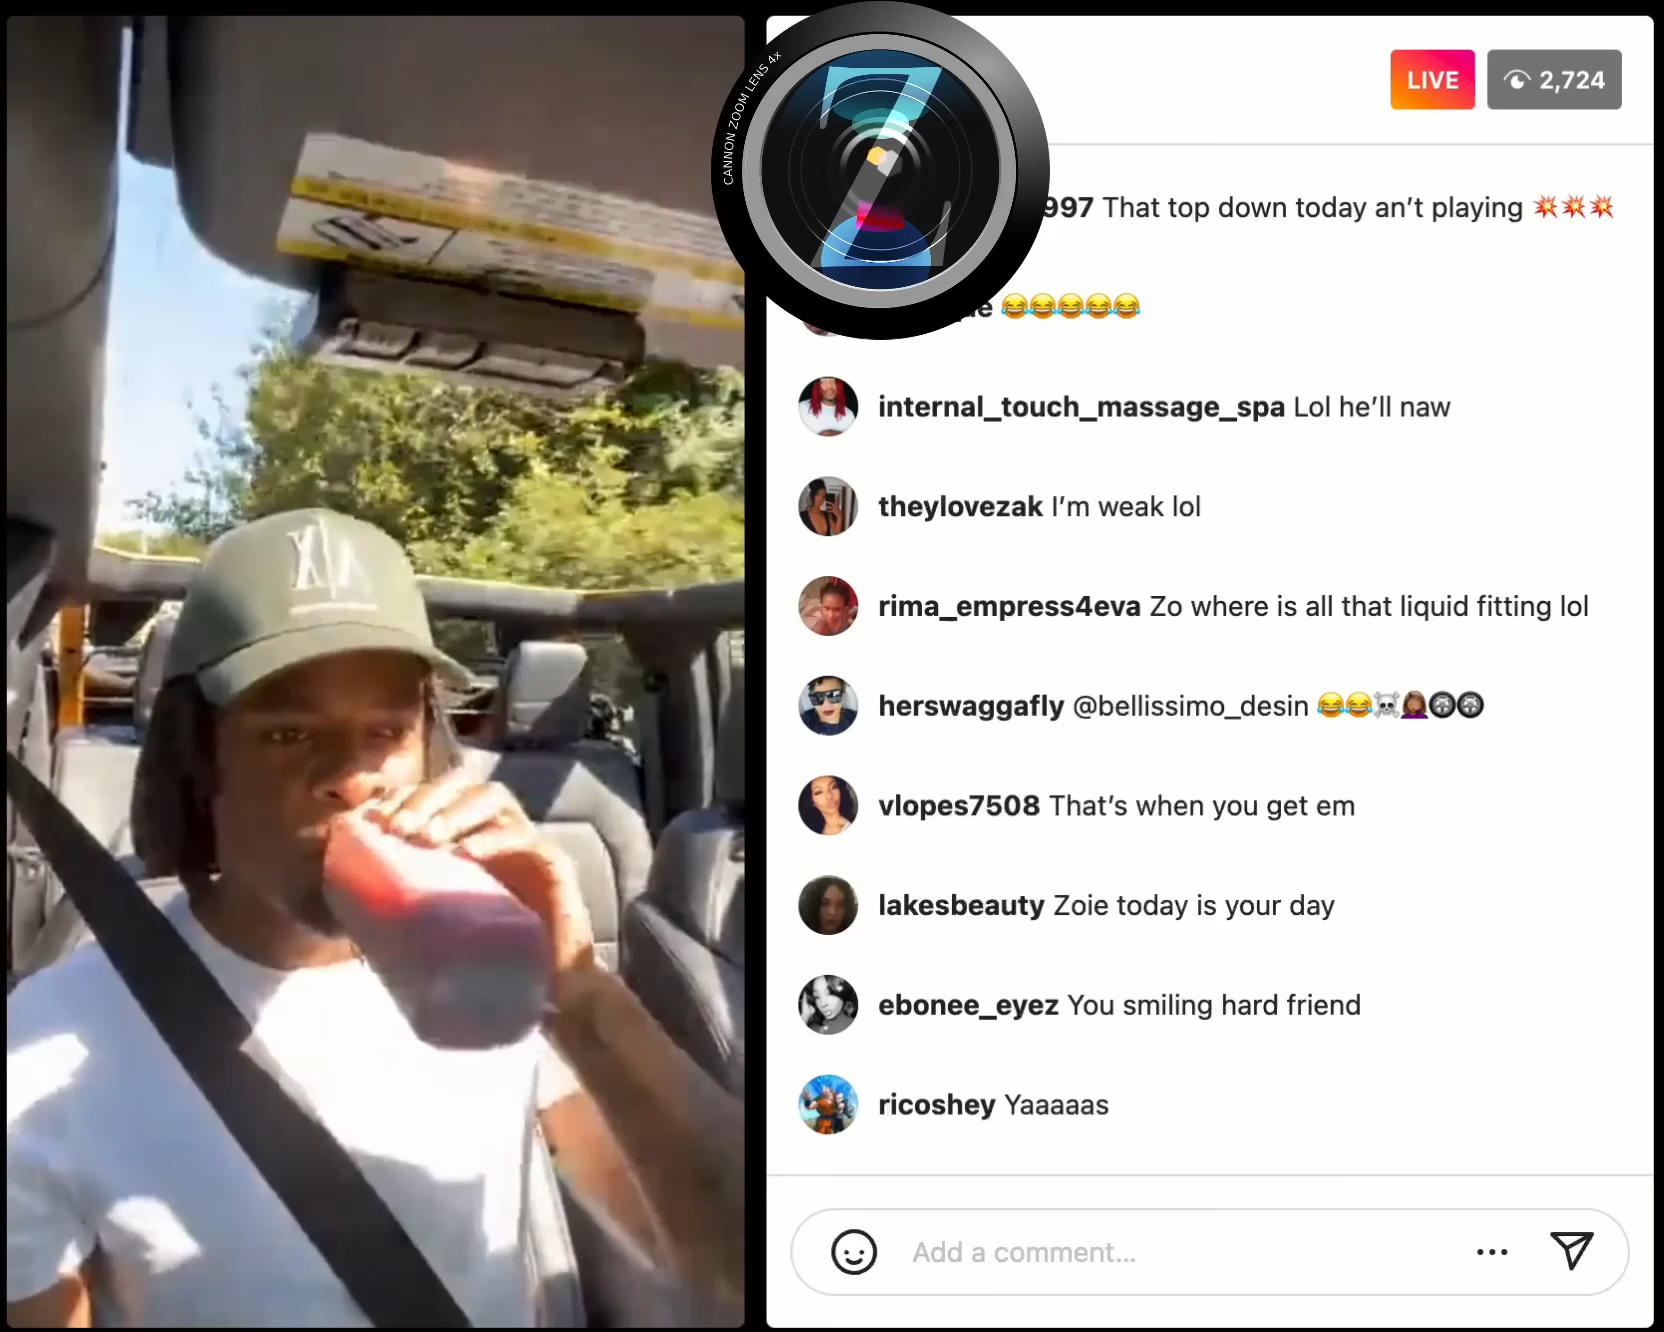 CANNON ZOOM LENS 4x
Z
LIVE
2,724
997 That top down today an't playing 💥💥💥
ue 😂😂😂😂😂
internal_touch_massage_spa Lol he'll naw
theylovezak I'm weak lol
rima_empress4eva Zo where is all that liquid fitting lol
herswaggafly @bellissimo_desin 😂😂☠️🤦🏾‍♀️🛞🛞
vlopes7508 That's when you get em
lakesbeauty Zoie today is your day
ebonee_eyez You smiling hard friend
ricoshey Yaaaaas
Add a comment...